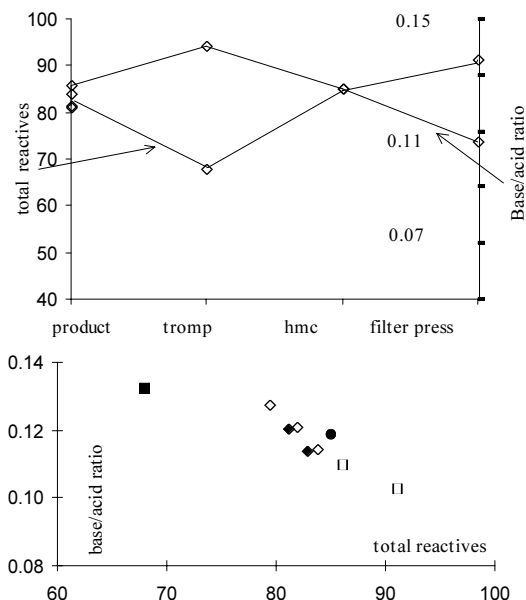 100 0.15
90
80
0.11
70
60
0.07
50
40
total reactives
Base/acid ratio
product tromp hmc filter press
0.14
0.12
0.10
0.08
base/acid ratio
total reactives
60 70 80 90 100